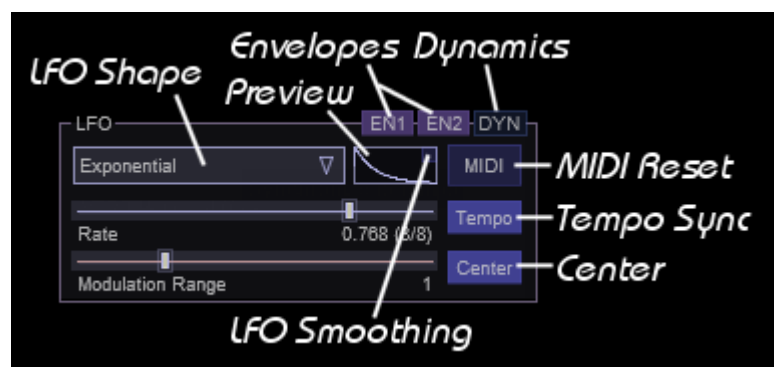 Envelopes Dynamics
LFO Shape
Preview
LFO EN1 EN2 DYN
Exponential MIDI MIDI Reset
Tempo Tempo Sync
Rate 0.768 (3/8)
Center Center
Modulation Range 1
LFO Smoothing